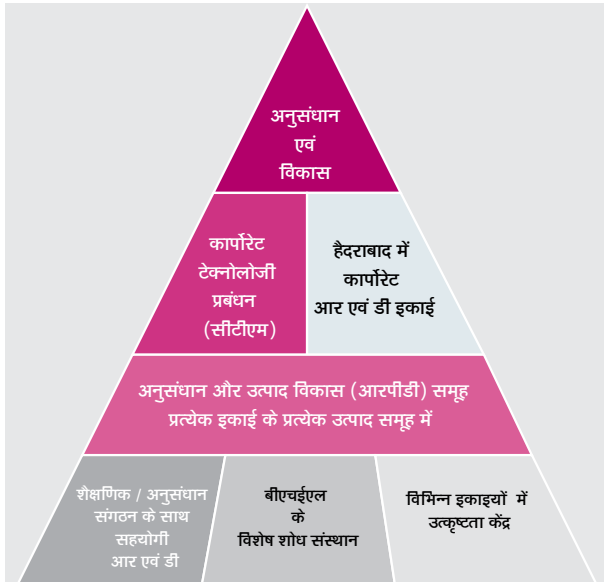 अनुसंधान
एवं
विकास
कार्पोरेट
टेक्नोलोजी
प्रबंधन
(सीटीएम)
हैदराबाद में
कार्पोरेट
आर एवं डी इकाई
अनुसंधान और उत्पाद विकास (आरपीडी) समूह
प्रत्येक इकाई के प्रत्येक उत्पाद समूह में
शैक्षणिक / अनुसंधान
संगठन के साथ
सहयोगी
आर एवं डी
बीएचईएल
के
विशेष शोध संस्थान
विभिन्न इकाइयों में
उत्कृष्टता केंद्र